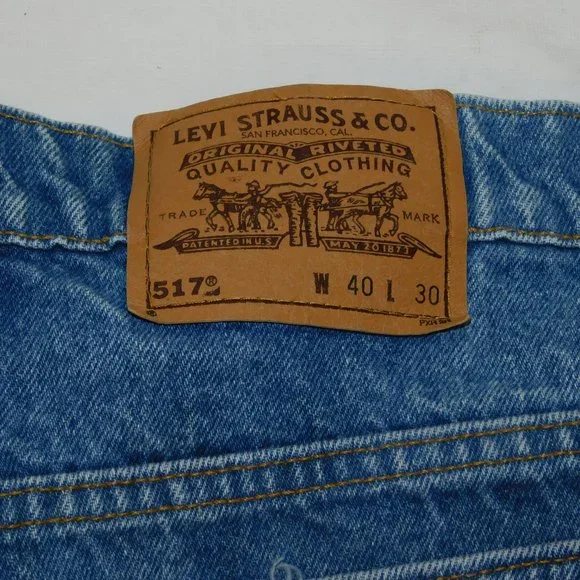 LEVI STRAUSS & CO.
SAN FRANCISCO, CAL.
ORIGINAL RIVETED
QUALITY CLOTHING
TRADE MARK
PATENTED IN U.S. MAY 20 1873
517® W 40 L 30